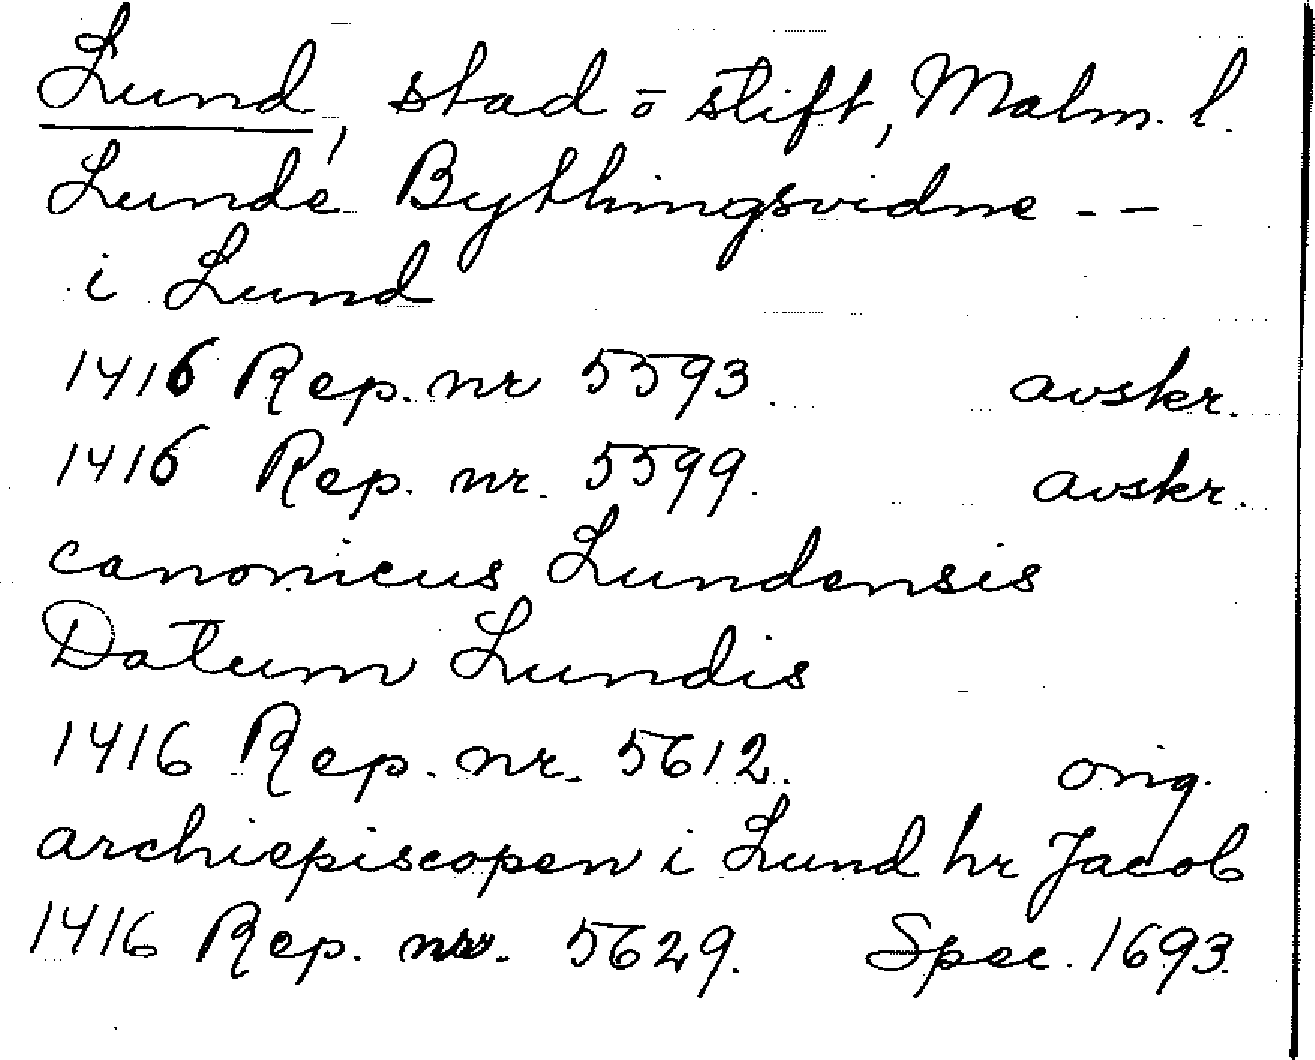 Lund, stad o stift, Malm. l.
Lunde Bythingsvidne - -
i Lund
1416 Rep. nr 5593 avskr.
1416 Rep. nr. 5599. avskr.
canonicus Lundensis
Datum Lundis
1416 Rep. nr. 5612. orig.
archiepiscopen i Lund hr Jacob
1416 Rep. nr. 5629. Spec. 1693.